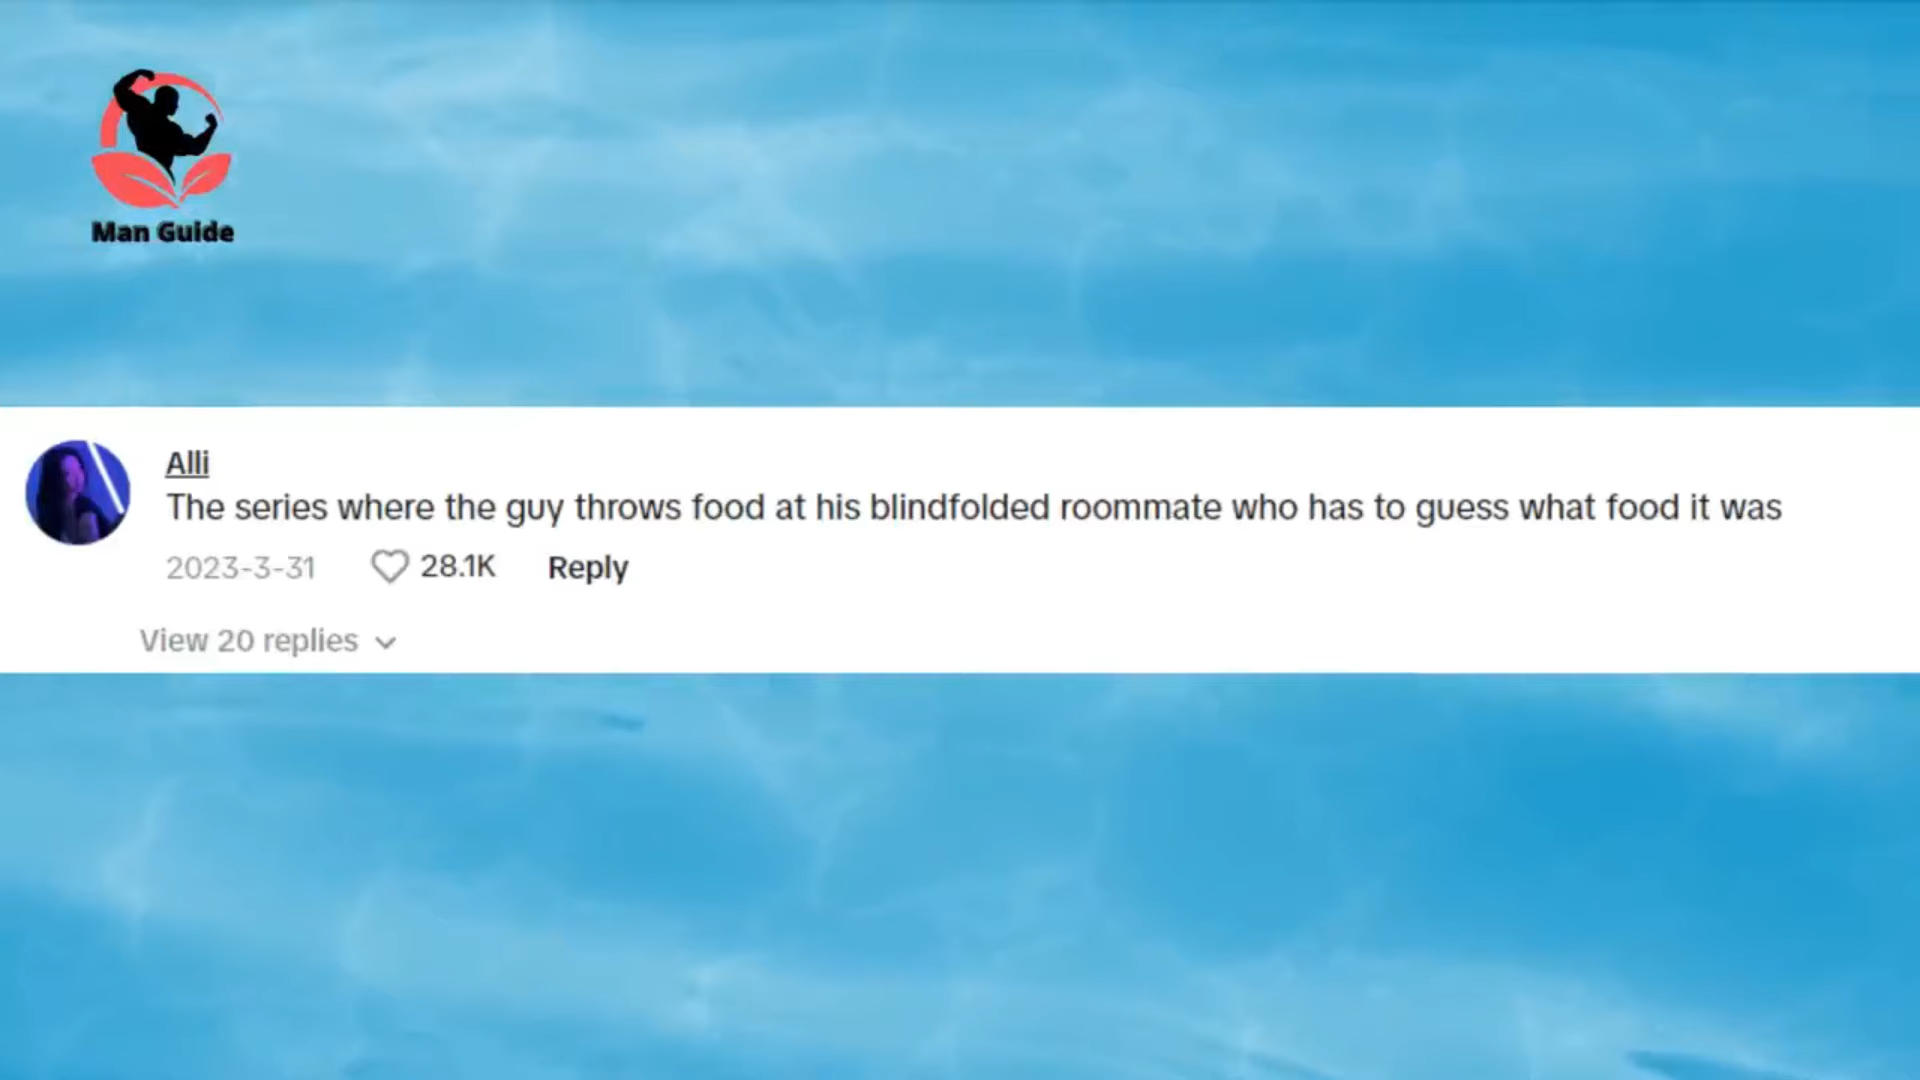 Man Guide
Alli
The series where the guy throws food at his blindfolded roommate who has to guess what food it was
2023-3-31 28.1K Reply
View 20 replies